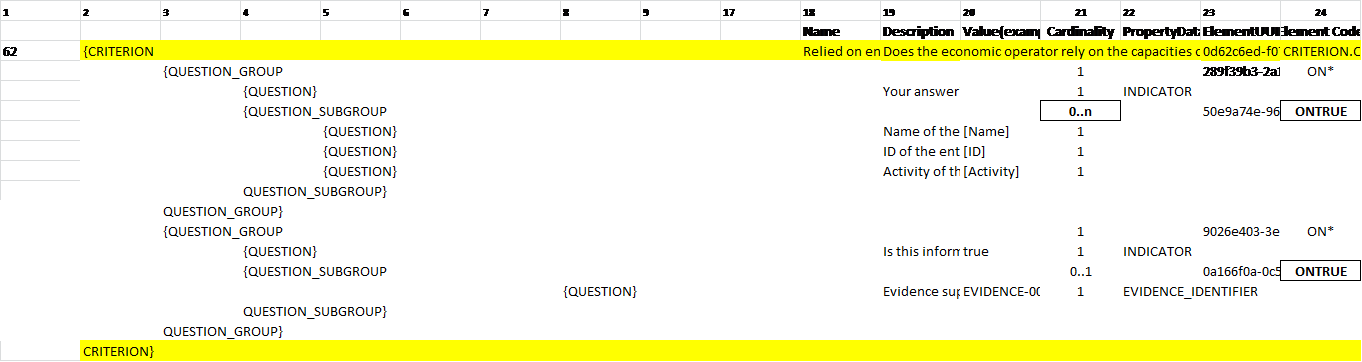 1 2 3 4 5 6 7 8 9 17 18 19 20 21 22 23 24
Name Description Value(examp Cardinality PropertyData ElementUUI Element Code
62 {CRITERION Relied on en Does the economic operator rely on the capacities o 0d62c6ed-f07 CRITERION.C
{QUESTION_GROUP 1 289f39b3-2a1 ON*
{QUESTION} Your answer 1 INDICATOR
{QUESTION_SUBGROUP 0..n 50e9a74e-96 ONTRUE
{QUESTION} Name of the [Name] 1
{QUESTION} ID of the ent [ID] 1
{QUESTION} Activity of th [Activity] 1
QUESTION_SUBGROUP}
QUESTION_GROUP}
{QUESTION_GROUP 1 9026e403-3e ON*
{QUESTION} Is this inform true 1 INDICATOR
{QUESTION_SUBGROUP 0..1 0a166f0a-0c5 ONTRUE
{QUESTION} Evidence sup EVIDENCE-00 1 EVIDENCE_IDENTIFIER
QUESTION_SUBGROUP}
QUESTION_GROUP}
CRITERION}